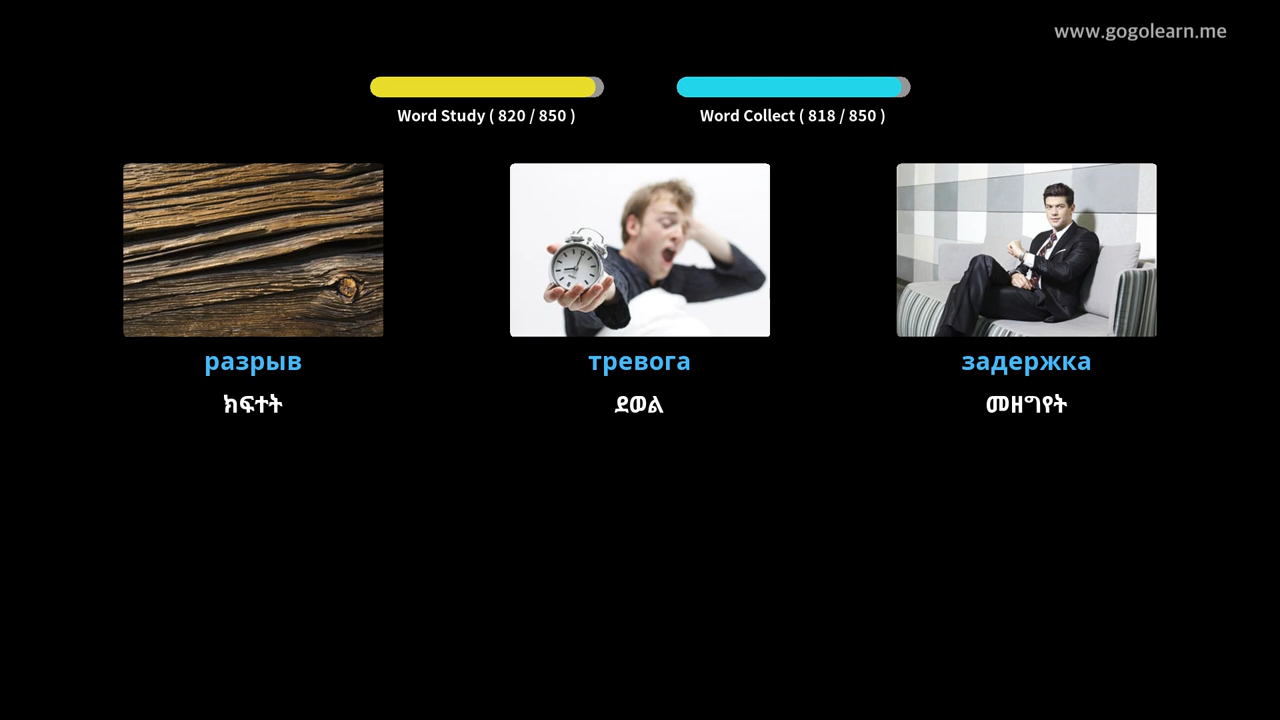 www.gogolearn.me
Word Study ( 820 / 850 )
Word Collect ( 818 / 850 )
разрыв
тревога
задержка
ክፍተት
ደወል
መዘግየት